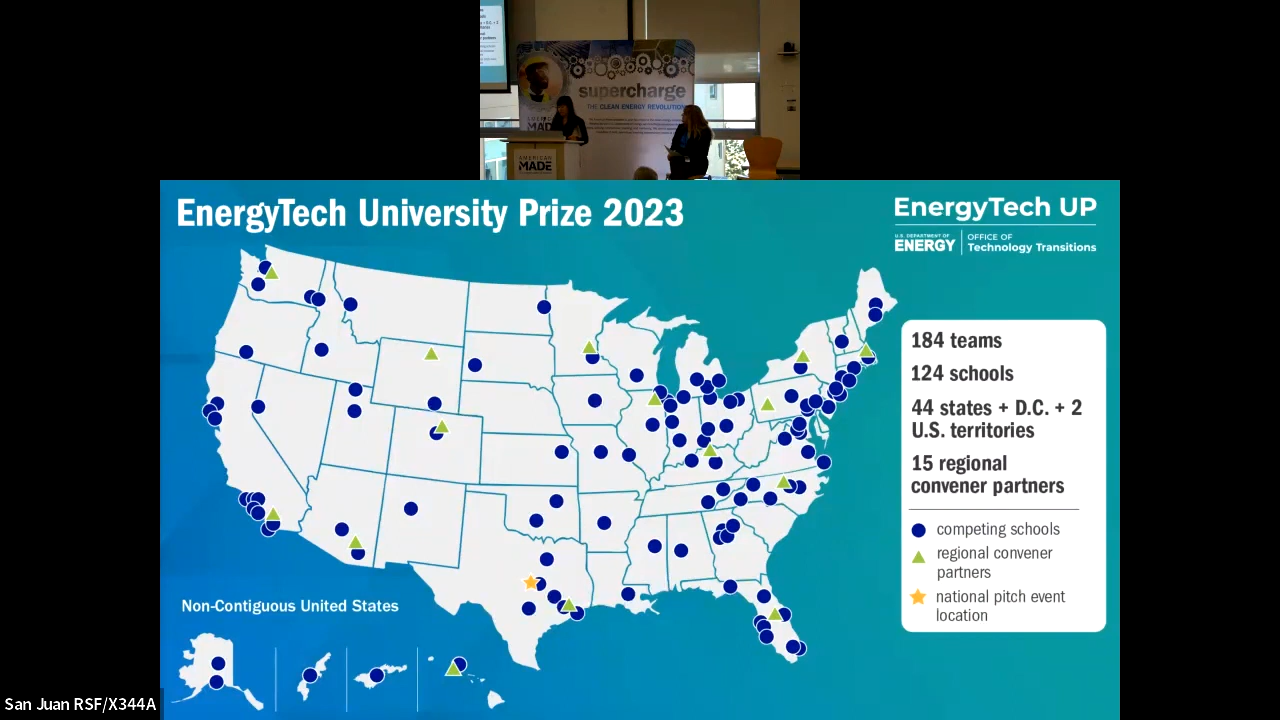 supercharge
THE CLEAN ENERGY REVOLUTION
AMERICAN
MADE
EnergyTech University Prize 2023
EnergyTech UP
U.S. DEPARTMENT OF
ENERGY
OFFICE OF
Technology Transitions
184 teams
124 schools
44 states + D.C. + 2
U.S. territories
15 regional
convener partners
competing schools
regional convener
partners
national pitch event
location
Non-Contiguous United States
San Juan RSF/X344A